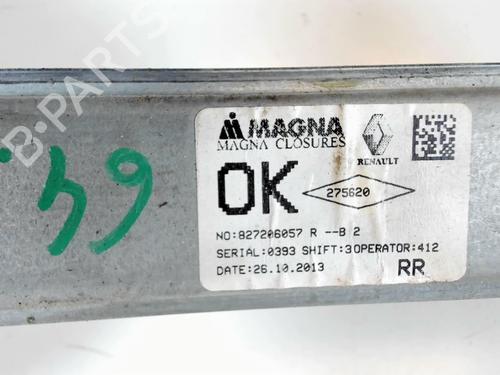 B-PARTS
64.
MAGNA
MAGNA CLOSURES
RENAULT
OK
275620
NO:827206057 R --B 2
SERIAL:0393 SHIFT:3OPERATOR:412
DATE:26.10.2013
RR